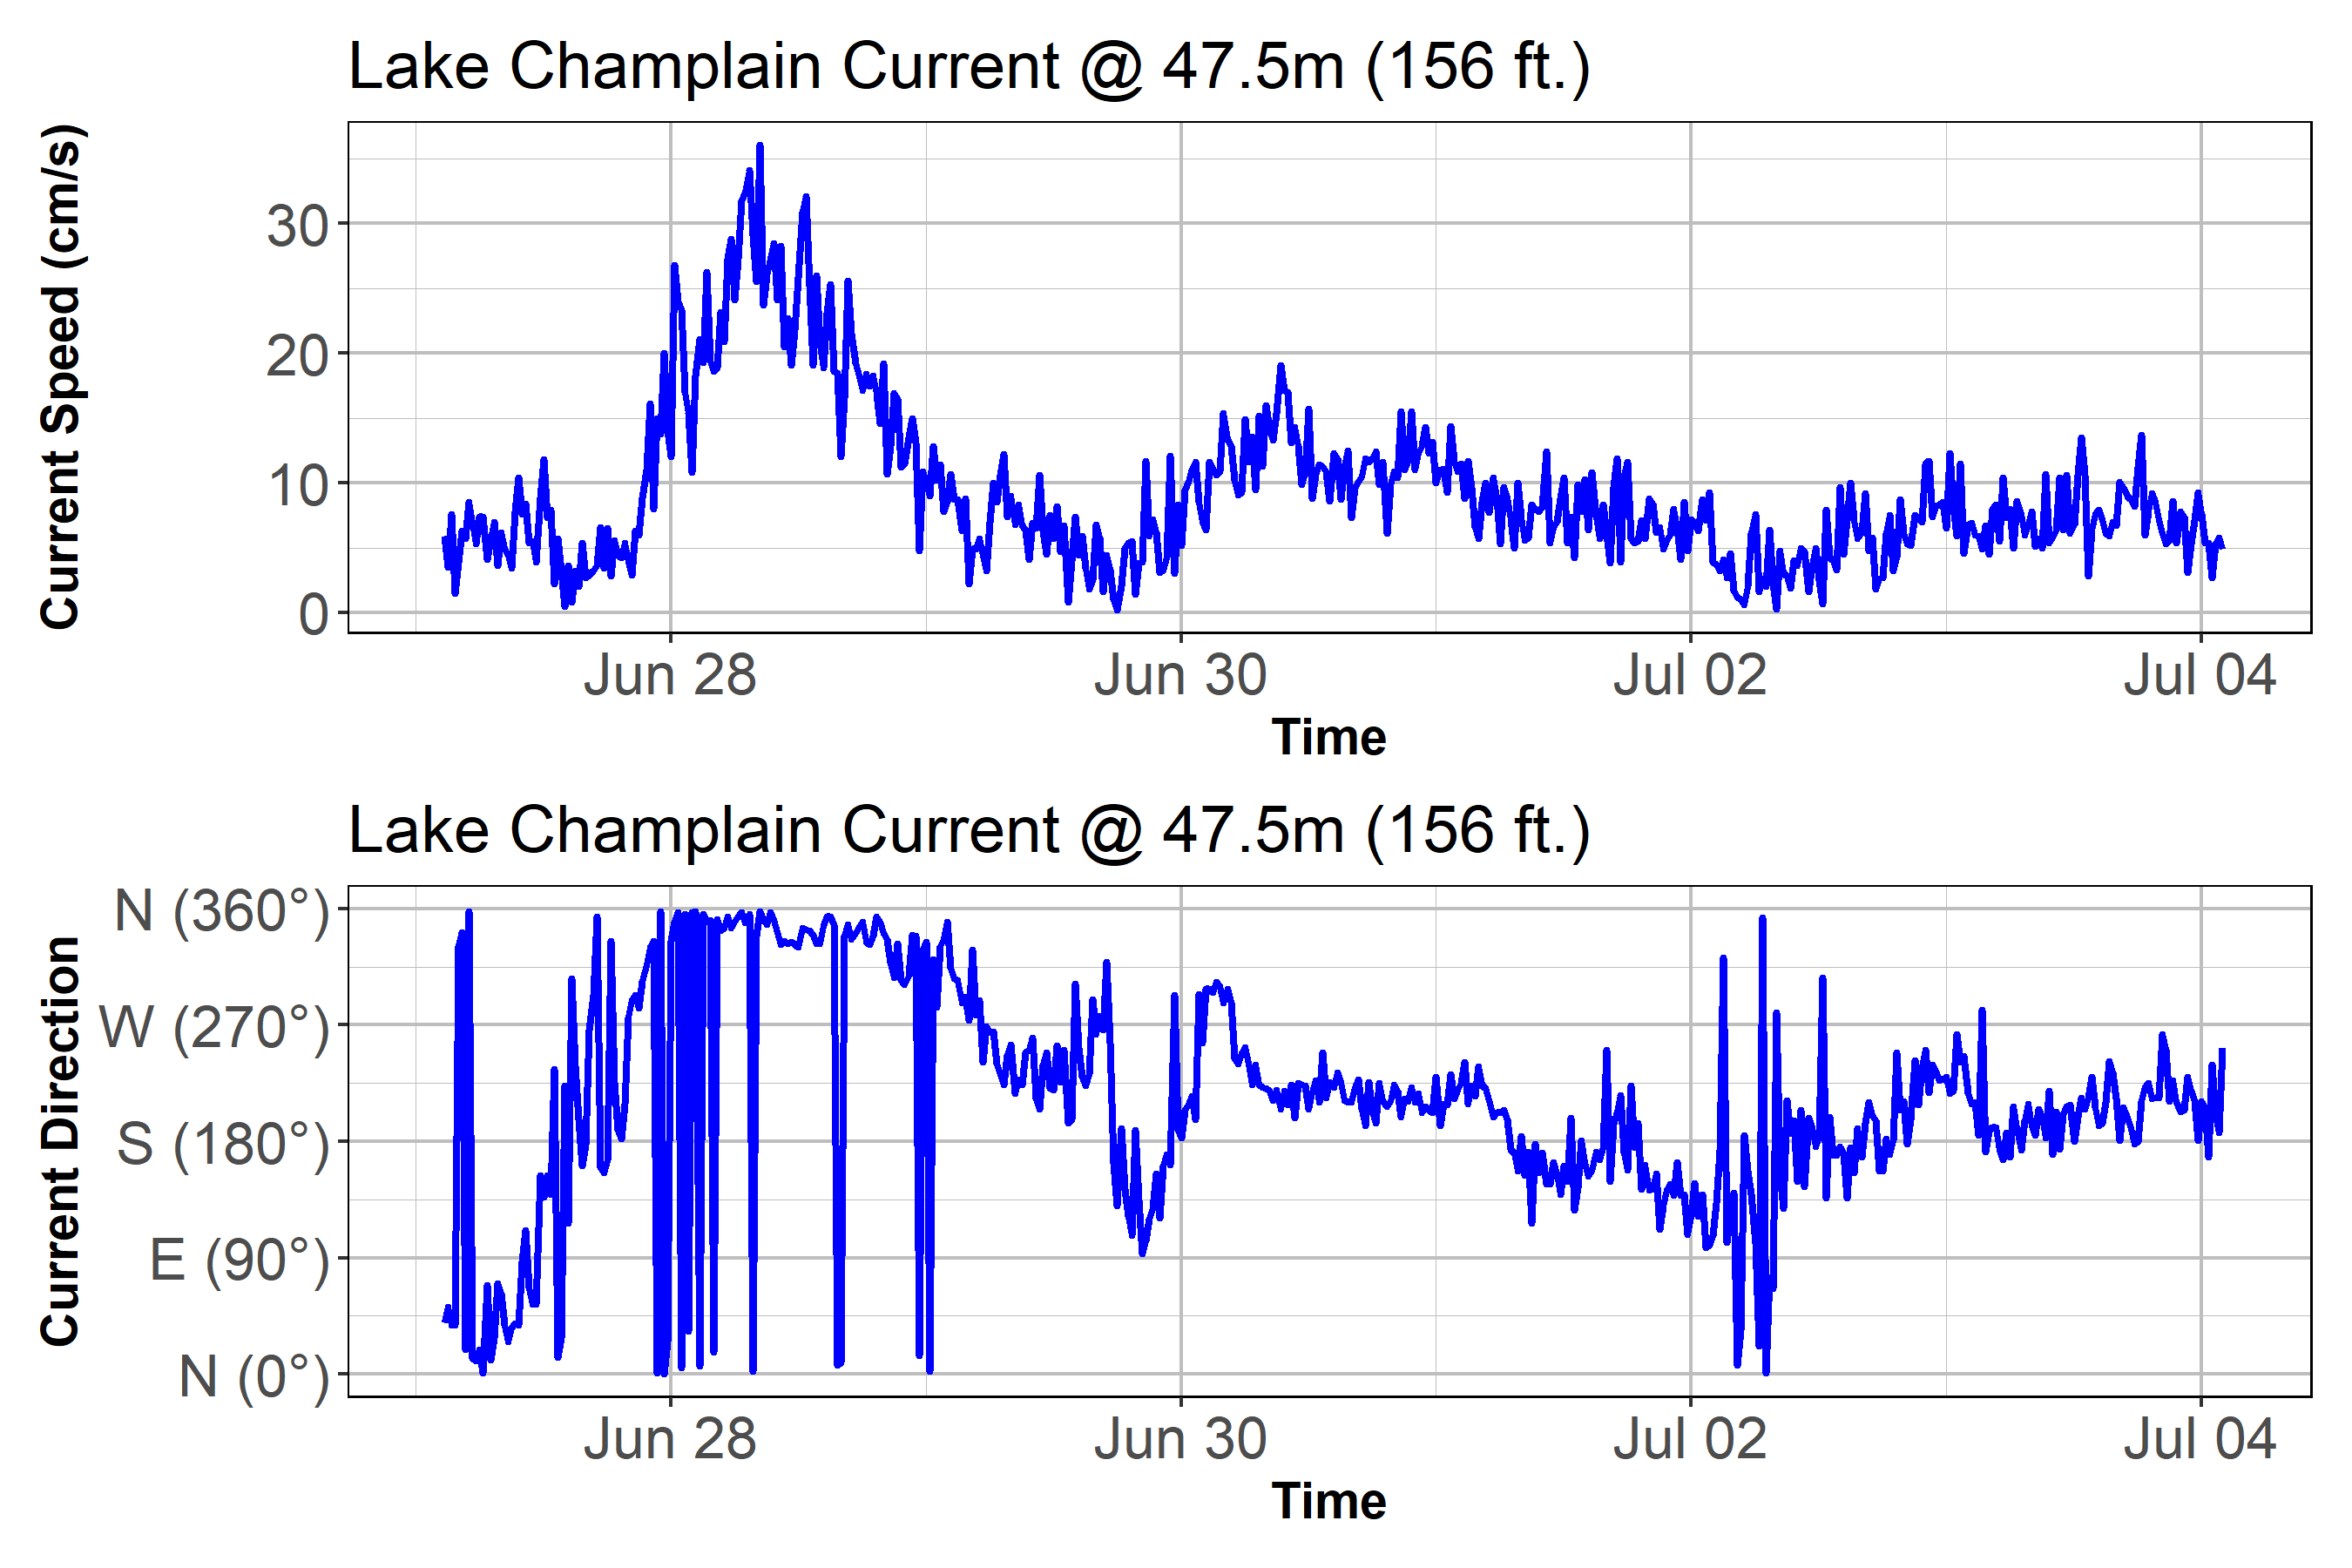 Lake Champlain Current @ 47.5m (156 ft.)
Current Speed (cm/s)
30
20
10
0
Jun 28 Jun 30 Jul 02 Jul 04
Time
Lake Champlain Current @ 47.5m (156 ft.)
Current Direction
N (360°)
W (270°)
S (180°)
E (90°)
N (0°)
Jun 28 Jun 30 Jul 02 Jul 04
Time